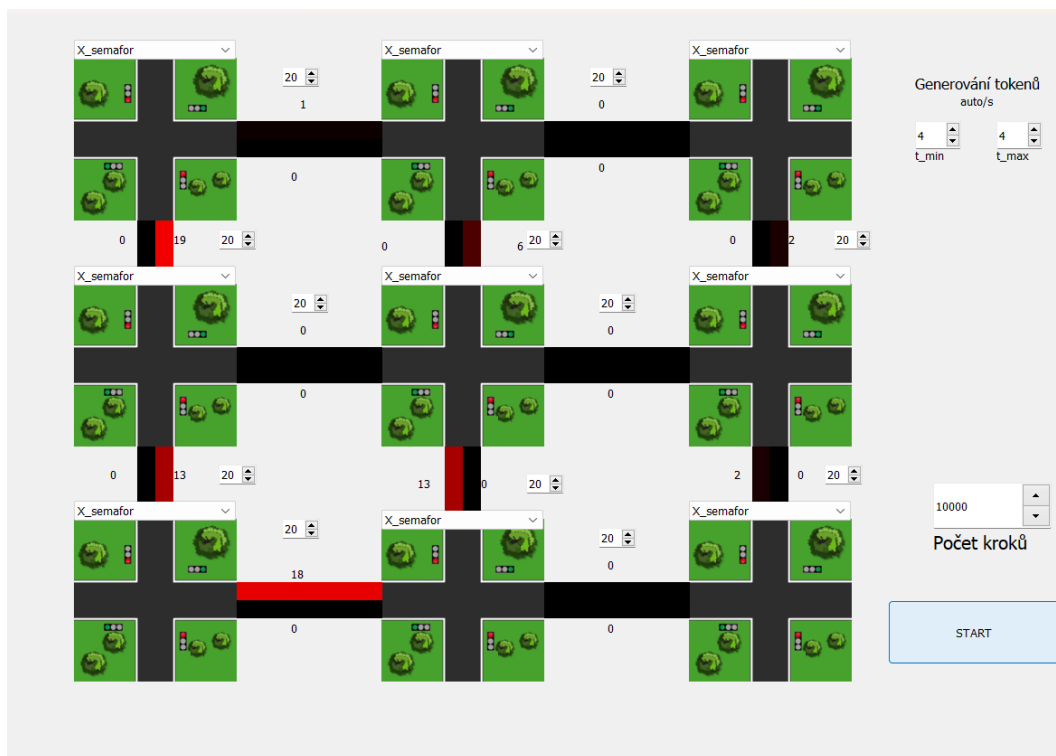 X_semafor X_semafor X_semafor
20 20
1 0
Generování tokenů
auto/s
4 4
t_min t_max
0 0
0 19 20 0 6 20 0 2 20
X_semafor X_semafor X_semafor
20 20
0 0
0 0
0 13 20 13 0 20 2 0 20
X_semafor X_semafor X_semafor
20 20
10000
Počet kroků
18 0
0 0
START